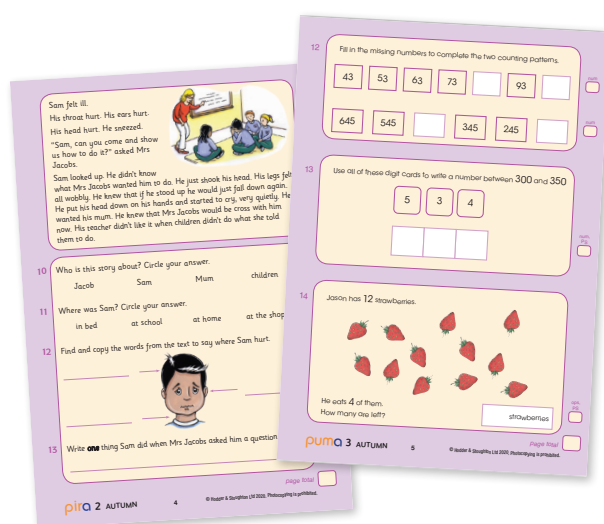 Sam felt ill.
His throat hurt. His ears hurt.
His head hurt. He sneezed.
"Sam, can you come and show
us how to do it?" asked Mrs
Jacobs.
Sam looked up. He didn't know
what Mrs Jacobs wanted him to do. He just shook his head. His legs felt
all wobbly. He knew that if he stood up he would just fall down again.
He put his head down on his hands and started to cry, very quietly. He
wanted his mum. He knew that Mrs Jacobs would be cross with him
now. His teacher didn't like it when children didn't do what she told
them to do.
10 Who is this story about? Circle your answer.
Jacob Sam Mum children
11 Where was Sam? Circle your answer.
in bed at school at home at the shop
12 Find and copy the words from the text to say where Sam hurt.
13 Write one thing Sam did when Mrs Jacobs asked him a question
page total
pira 2 AUTUMN 4 © Hodder & Stoughton Ltd 2020. Photocopying is prohibited.
12 Fill in the missing numbers to complete the two counting patterns.
43 53 63 73 93
num
645 545 345 245
num
13 Use all of these digit cards to write a number between 300 and 350
5 3 4
14 Jason has 12 strawberries.
He eats 4 of them.
How many are left?
strawberries
page total
puma 3 AUTUMN 5 © Hodder & Stoughton Ltd 2020. Photocopying is prohibited.